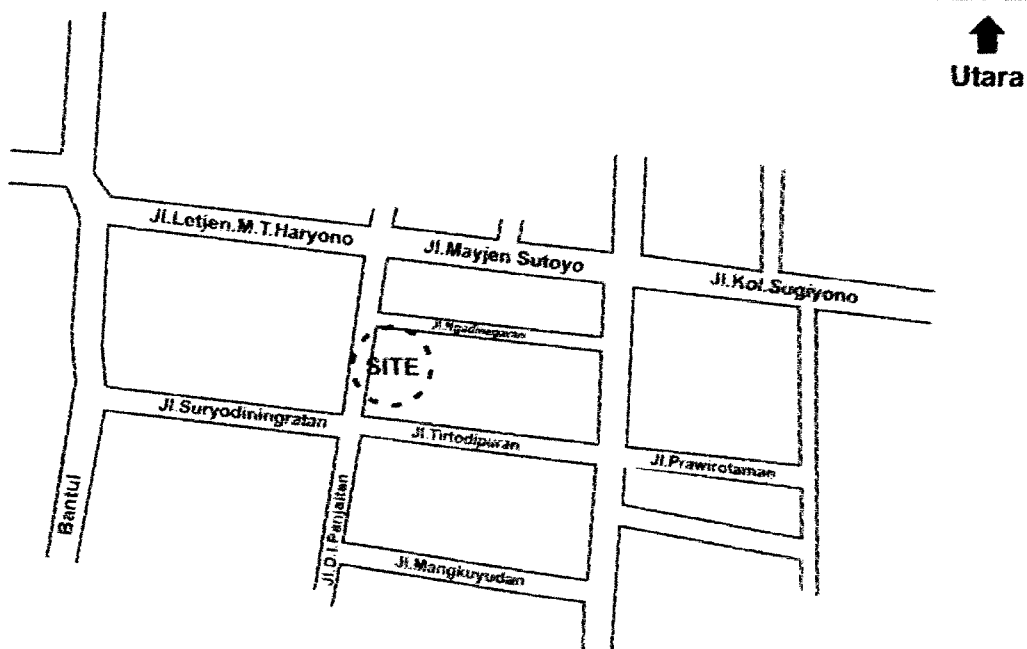 Utara
Jl.Letjen.M.T.Haryono
Jl.Mayjen Sutoyo
Jl.Kol.Sugiyono
Jl.Ngadinegaran
SITE
Jl.Suryodiningratan
Jl.Tirtodipuran
Jl.Prawirotaman
Bantul
Jl.D.I.Panjaitan
Jl.Mangkuyudan